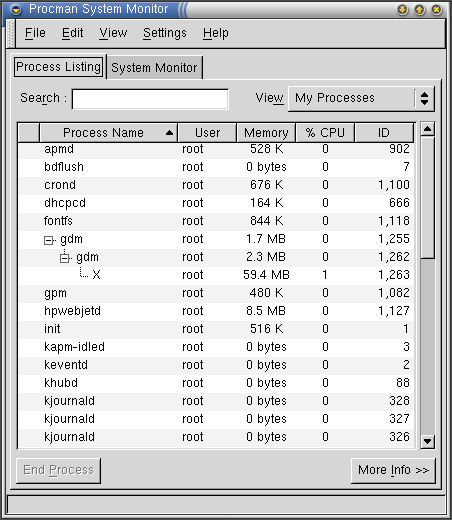 Procman System Monitor
File Edit View Settings Help
Process Listing System Monitor
Search : View My Processes
Process Name User Memory % CPU ID
apmd root 528 K 0 902
bdflush root 0 bytes 0 7
crond root 676 K 0 1,100
dhcpcd root 164 K 0 666
fontfs root 844 K 0 1,118
gdm root 1.7 MB 0 1,255
gdm root 2.3 MB 0 1,262
X root 59.4 MB 1 1,263
gpm root 480 K 0 1,082
hpwebjetd root 8.5 MB 0 1,127
init root 516 K 0 1
kapm-idled root 0 bytes 0 3
keventd root 0 bytes 0 2
khubd root 0 bytes 0 88
kjournald root 0 bytes 0 328
kjournald root 0 bytes 0 327
kjournald root 0 bytes 0 326
End Process More Info >>